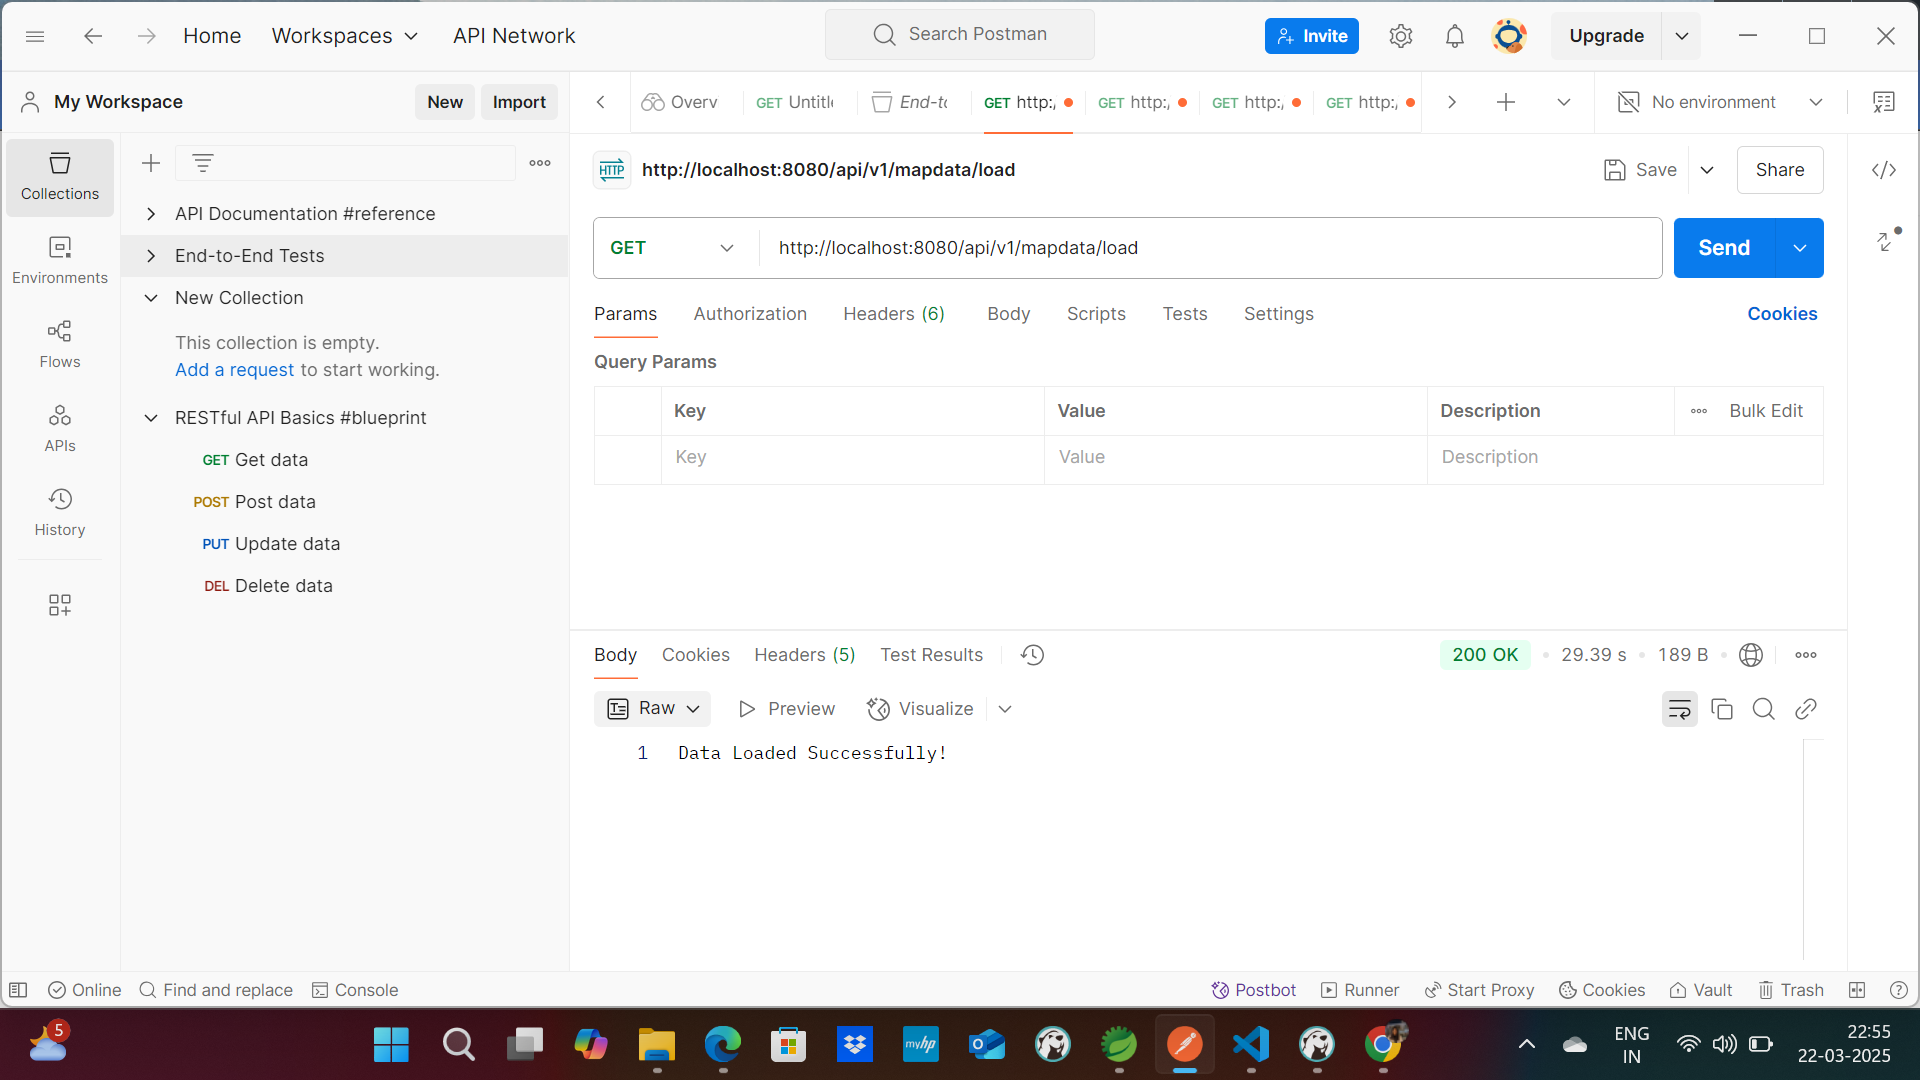 Home Workspaces API Network Search Postman Invite Upgrade
My Workspace New Import
Overv GET Untitle End-to GET http:/ GET http:/ GET http:/ GET http:/ No environment
Collections
Environments
Flows
APIs
History
API Documentation #reference
End-to-End Tests
New Collection
This collection is empty.
Add a request to start working.
RESTful API Basics #blueprint
GET Get data
POST Post data
PUT Update data
DEL Delete data
HTTP http://localhost:8080/api/v1/mapdata/load Save Share
GET http://localhost:8080/api/v1/mapdata/load Send
Params Authorization Headers (6) Body Scripts Tests Settings Cookies
Query Params
Key Value Description Bulk Edit
Key Value Description
Body Cookies Headers (5) Test Results 200 OK • 29.39 s • 189 B
Raw Preview Visualize
1 Data Loaded Successfully!
Online Find and replace Console Postbot Runner Start Proxy Cookies Vault Trash
5
myhp
ENG
IN
22:55
22-03-2025